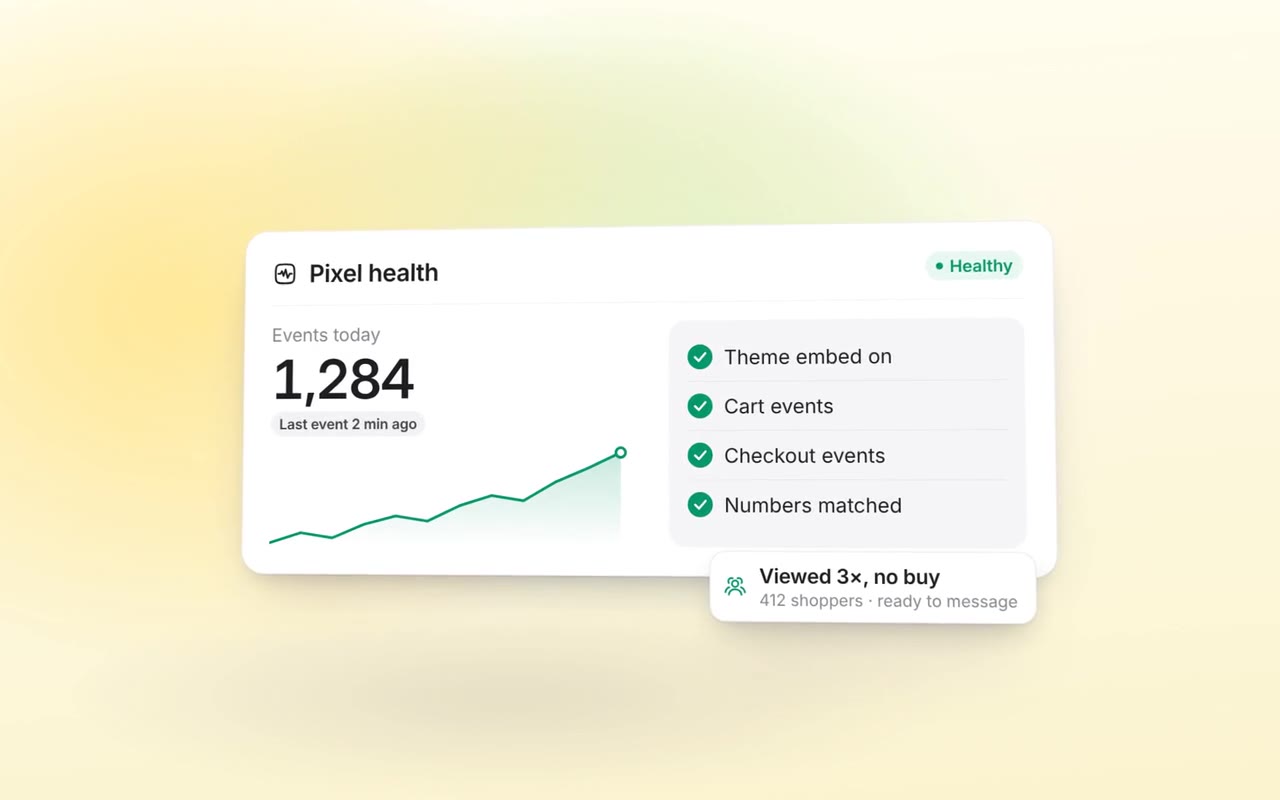 Pixel health
Healthy
Events today
1,284
Last event 2 min ago
Theme embed on
Cart events
Checkout events
Numbers matched
Viewed 3×, no buy
412 shoppers · ready to message